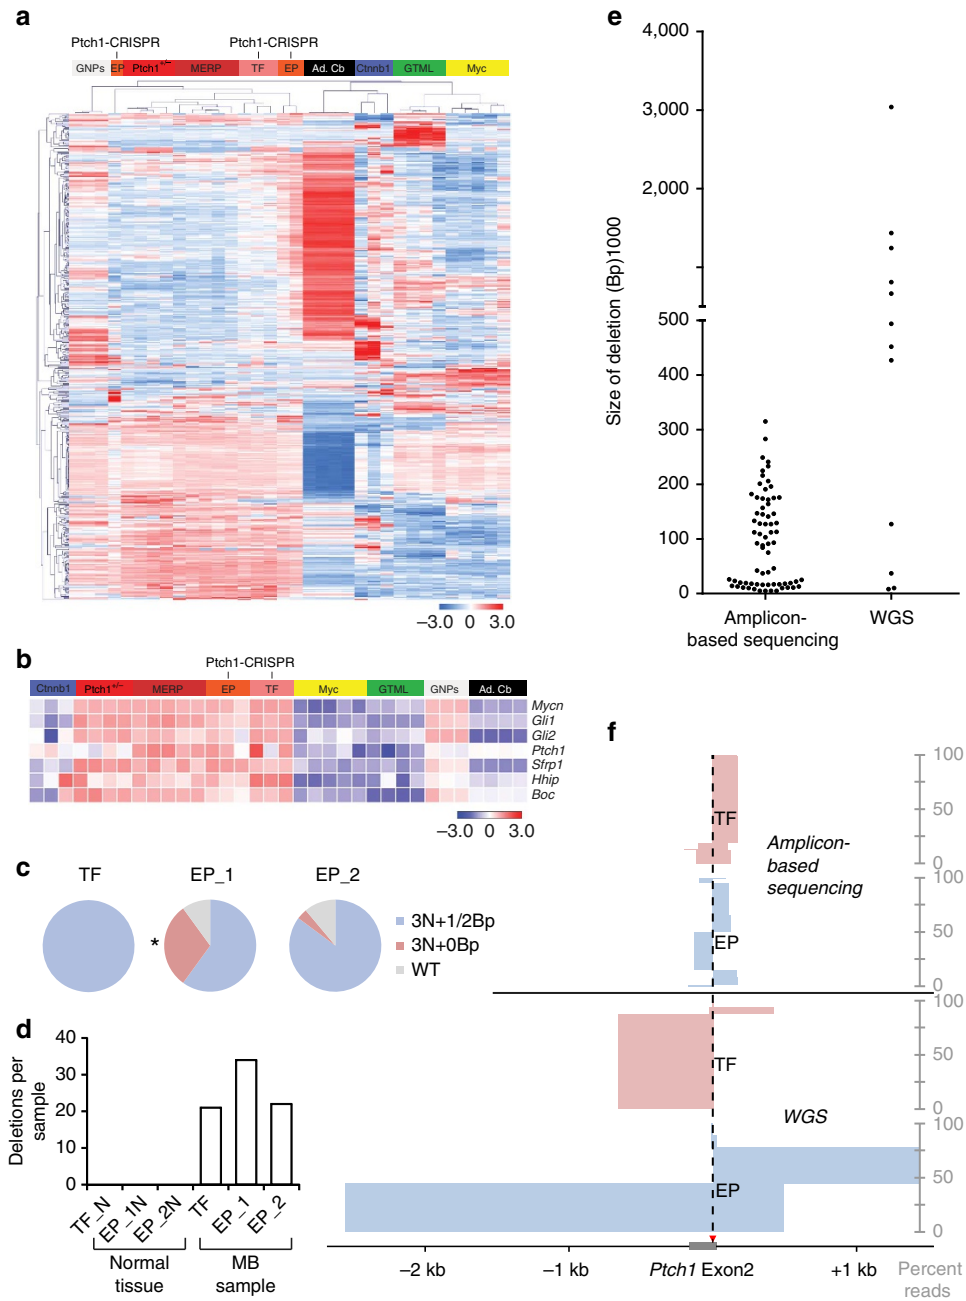 a
Ptch1-CRISPR
Ptch1-CRISPR
GNPs EP Ptch1+/– MERP TF EP Ad. Cb Ctnnb1 GTML Myc
–3.0 0 3.0
b
Ptch1-CRISPR
Ctnnb1 Ptch1+/– MERP EP TF Myc GTML GNPs Ad. Cb
Mycn
Gli1
Gli2
Ptch1
Sfrp1
Hhip
Boc
–3.0 0 3.0
c
TF EP_1 EP_2
*
3N+1/2Bp
3N+0Bp
WT
d
Deletions per
sample
40
30
20
10
0
TF_N EP_1N EP_2N TF EP_1 EP_2
Normal
tissue
MB
sample
e
Size of deletion (Bp)1000
4,000
3,000
2,000
500
400
300
200
100
0
Amplicon-
based sequencing
WGS
f
TF
Amplicon-
based
sequencing
EP
100
50
0
100
50
0
TF
WGS
EP
100
50
0
100
50
0
–2 kb –1 kb Ptch1 Exon2 +1 kb
Percent
reads